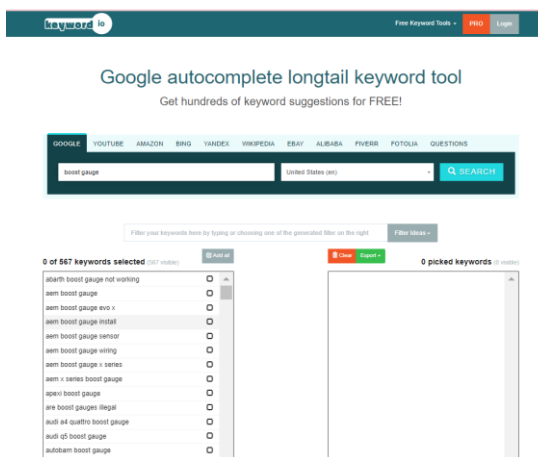 keyword io
Free Keyword Tools PRO Login
Google autocomplete longtail keyword tool
Get hundreds of keyword suggestions for FREE!
GOOGLE YOUTUBE AMAZON BING YANDEX WIKIPEDIA EBAY ALIBABA FIVERR FOTOLIA QUESTIONS
boost gauge United States (en) SEARCH
Filter your keywords here by typing or choosing one of the generated filter on the right Filter Ideas
Add all Clear Export
0 of 567 keywords selected (567 visible) 0 picked keywords (0 visible)
abarth boost gauge not working
aem boost gauge
aem boost gauge evo x
aem boost gauge install
aem boost gauge sensor
aem boost gauge wiring
aem boost gauge x series
aem x series boost gauge
apexi boost gauge
are boost gauges illegal
audi a4 quattro boost gauge
audi q5 boost gauge
autobarn boost gauge